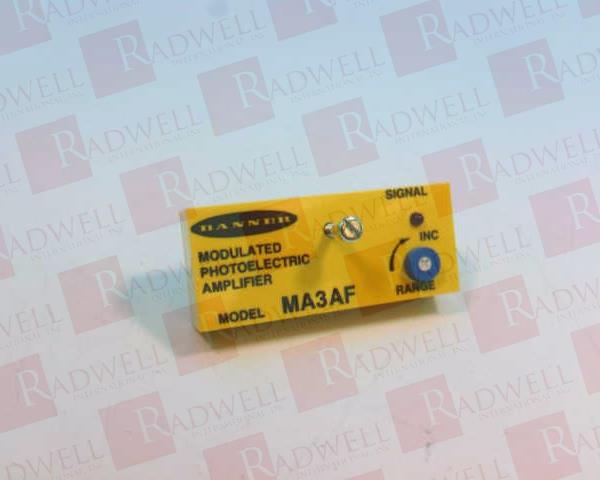 BANNER
MODULATED
PHOTOELECTRIC
AMPLIFIER
MODEL MA3AF
SIGNAL
INC
RANGE
RADWELL
INTERNATIONAL, INC.